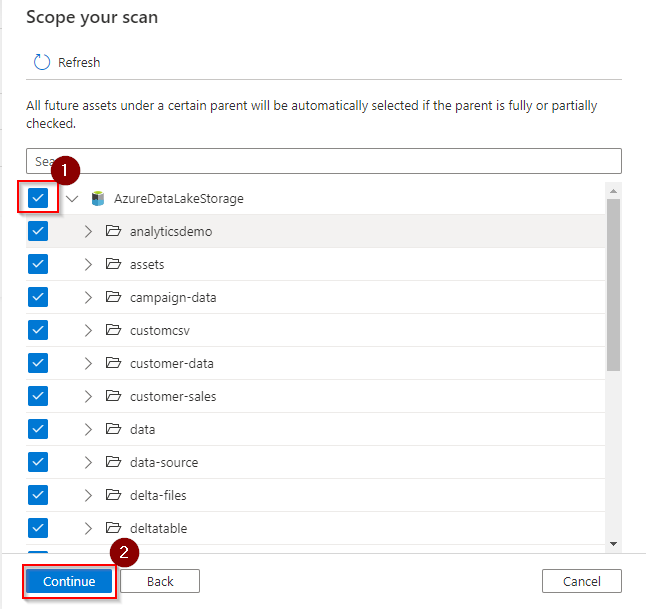 Scope your scan
Refresh
All future assets under a certain parent will be automatically selected if the parent is fully or partially
checked.
1
AzureDataLakeStorage
analyticsdemo
assets
campaign-data
customcsv
customer-data
customer-sales
data
data-source
delta-files
deltatable
2
Continue
Back
Cancel